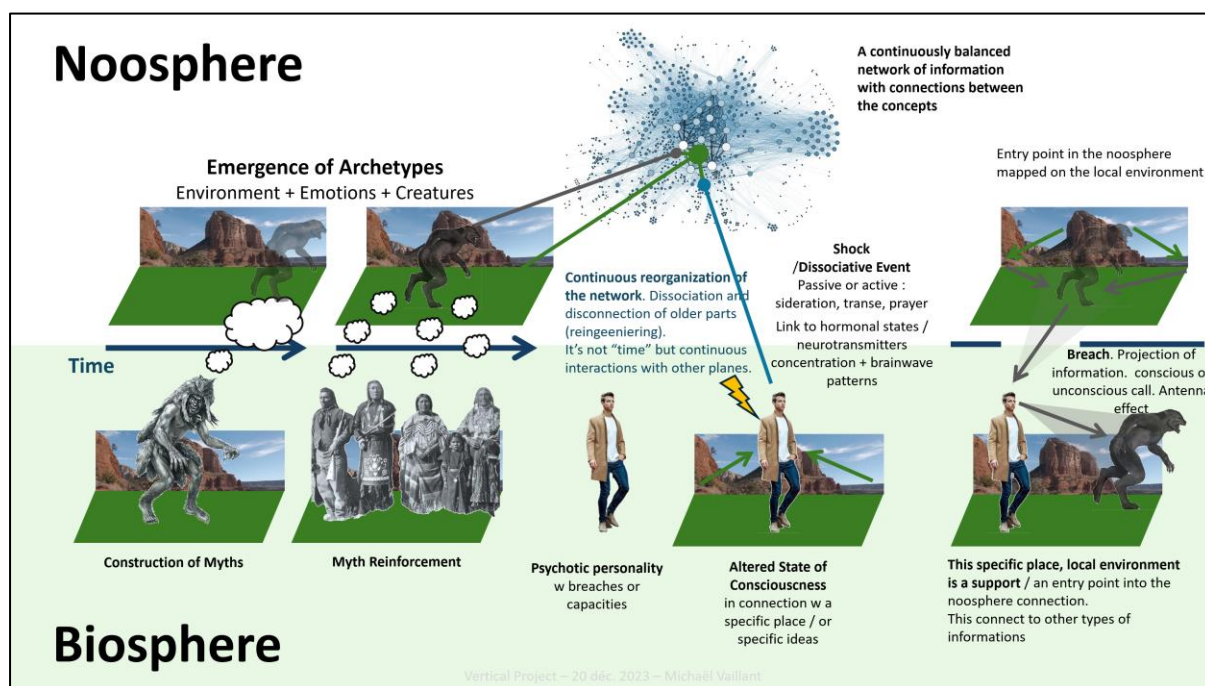 Noosphere
A continuously balanced
network of information
with connections between
the concepts
Emergence of Archetypes
Environment + Emotions + Creatures
Entry point in the noosphere
mapped on the local environment
Continuous reorganization of
the network. Dissociation and
disconnection of older parts
(reingeeniering).
It's not "time" but continuous
interactions with other planes.
Shock
/Dissociative Event
Passive or active :
sideration, transe, prayer
Link to hormonal states /
neurotransmitters
concentration + brainwave
patterns
Time
Breach. Projection of
information. conscious o
unconscious call. Antenna
effect
Construction of Myths
Myth Reinforcement
Psychotic personality
w breaches or
capacities
Altered State of
Consciouscness
in connection w a
specific place / or
specific ideas
This specific place, local environment
is a support / an entry point into the
noosphere connection.
This connect to other types of
informations
Biosphere
Vertical Project – 20 déc. 2023 – Michaël Vaillant